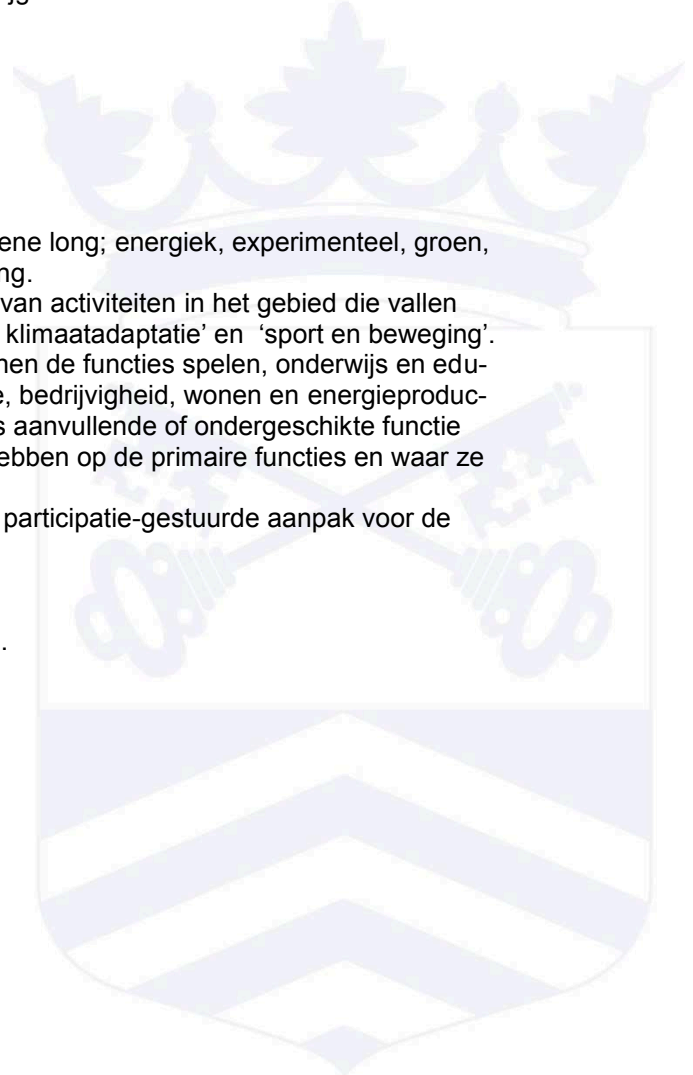 ene long; energiek, experimenteel, groen,
ng.
van activiteiten in het gebied die vallen
klimaatadaptatie’ en ‘sport en beweging’.
nen de functies spelen, onderwijs en edu-
e, bedrijvigheid, wonen en energieproduc-
s aanvullende of ondergeschikte functie
ebben op de primaire functies en waar ze
participatie-gestuurde aanpak voor de
.